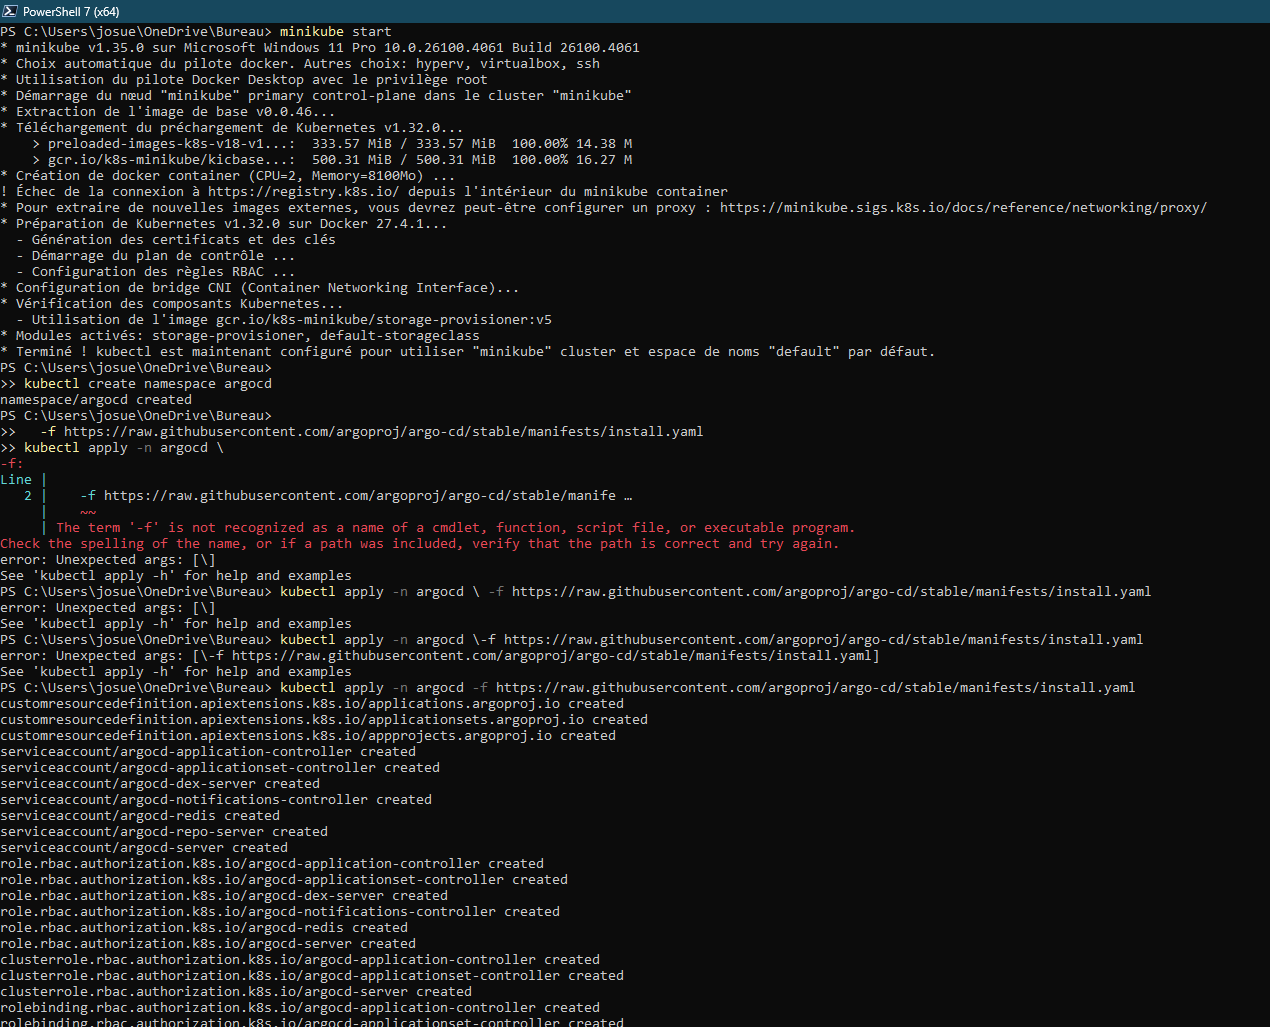 PowerShell 7 (x64)
PS C:\Users\josue\OneDrive\Bureau> minikube start
* minikube v1.35.0 sur Microsoft Windows 11 Pro 10.0.26100.4061 Build 26100.4061
* Choix automatique du pilote docker. Autres choix: hyperv, virtualbox, ssh
* Utilisation du pilote Docker Desktop avec le privilège root
* Démarrage du nœud "minikube" primary control-plane dans le cluster "minikube"
* Extraction de l'image de base v0.0.46...
* Téléchargement du préchargement de Kubernetes v1.32.0...
    > preloaded-images-k8s-v18-v1...:  333.57 MiB / 333.57 MiB  100.00% 14.38 M
    > gcr.io/k8s-minikube/kicbase...:  500.31 MiB / 500.31 MiB  100.00% 16.27 M
* Création de docker container (CPU=2, Memory=8100Mo) ...
! Échec de la connexion à https://registry.k8s.io/ depuis l'intérieur du minikube container
* Pour extraire de nouvelles images externes, vous devrez peut-être configurer un proxy : https://minikube.sigs.k8s.io/docs/reference/networking/proxy/
* Préparation de Kubernetes v1.32.0 sur Docker 27.4.1...
  - Génération des certificats et des clés
  - Démarrage du plan de contrôle ...
  - Configuration des règles RBAC ...
* Configuration de bridge CNI (Container Networking Interface)...
* Vérification des composants Kubernetes...
  - Utilisation de l'image gcr.io/k8s-minikube/storage-provisioner:v5
* Modules activés: storage-provisioner, default-storageclass
* Terminé ! kubectl est maintenant configuré pour utiliser "minikube" cluster et espace de noms "default" par défaut.
PS C:\Users\josue\OneDrive\Bureau>
>> kubectl create namespace argocd
namespace/argocd created
PS C:\Users\josue\OneDrive\Bureau>
>>   -f https://raw.githubusercontent.com/argoproj/argo-cd/stable/manifests/install.yaml
>> kubectl apply -n argocd \
-f:
Line |
   2 |    -f https://raw.githubusercontent.com/argoproj/argo-cd/stable/manife …
     |    ~~
     | The term '-f' is not recognized as a name of a cmdlet, function, script file, or executable program.
Check the spelling of the name, or if a path was included, verify that the path is correct and try again.
error: Unexpected args: [\]
See 'kubectl apply -h' for help and examples
PS C:\Users\josue\OneDrive\Bureau> kubectl apply -n argocd \ -f https://raw.githubusercontent.com/argoproj/argo-cd/stable/manifests/install.yaml
error: Unexpected args: [\]
See 'kubectl apply -h' for help and examples
PS C:\Users\josue\OneDrive\Bureau> kubectl apply -n argocd \-f https://raw.githubusercontent.com/argoproj/argo-cd/stable/manifests/install.yaml
error: Unexpected args: [\-f https://raw.githubusercontent.com/argoproj/argo-cd/stable/manifests/install.yaml]
See 'kubectl apply -h' for help and examples
PS C:\Users\josue\OneDrive\Bureau> kubectl apply -n argocd -f https://raw.githubusercontent.com/argoproj/argo-cd/stable/manifests/install.yaml
customresourcedefinition.apiextensions.k8s.io/applications.argoproj.io created
customresourcedefinition.apiextensions.k8s.io/applicationsets.argoproj.io created
customresourcedefinition.apiextensions.k8s.io/appprojects.argoproj.io created
serviceaccount/argocd-application-controller created
serviceaccount/argocd-applicationset-controller created
serviceaccount/argocd-dex-server created
serviceaccount/argocd-notifications-controller created
serviceaccount/argocd-redis created
serviceaccount/argocd-repo-server created
serviceaccount/argocd-server created
role.rbac.authorization.k8s.io/argocd-application-controller created
role.rbac.authorization.k8s.io/argocd-applicationset-controller created
role.rbac.authorization.k8s.io/argocd-dex-server created
role.rbac.authorization.k8s.io/argocd-notifications-controller created
role.rbac.authorization.k8s.io/argocd-redis created
role.rbac.authorization.k8s.io/argocd-server created
clusterrole.rbac.authorization.k8s.io/argocd-application-controller created
clusterrole.rbac.authorization.k8s.io/argocd-applicationset-controller created
clusterrole.rbac.authorization.k8s.io/argocd-server created
rolebinding.rbac.authorization.k8s.io/argocd-application-controller created
rolebinding.rbac.authorization.k8s.io/argocd-applicationset-controller created